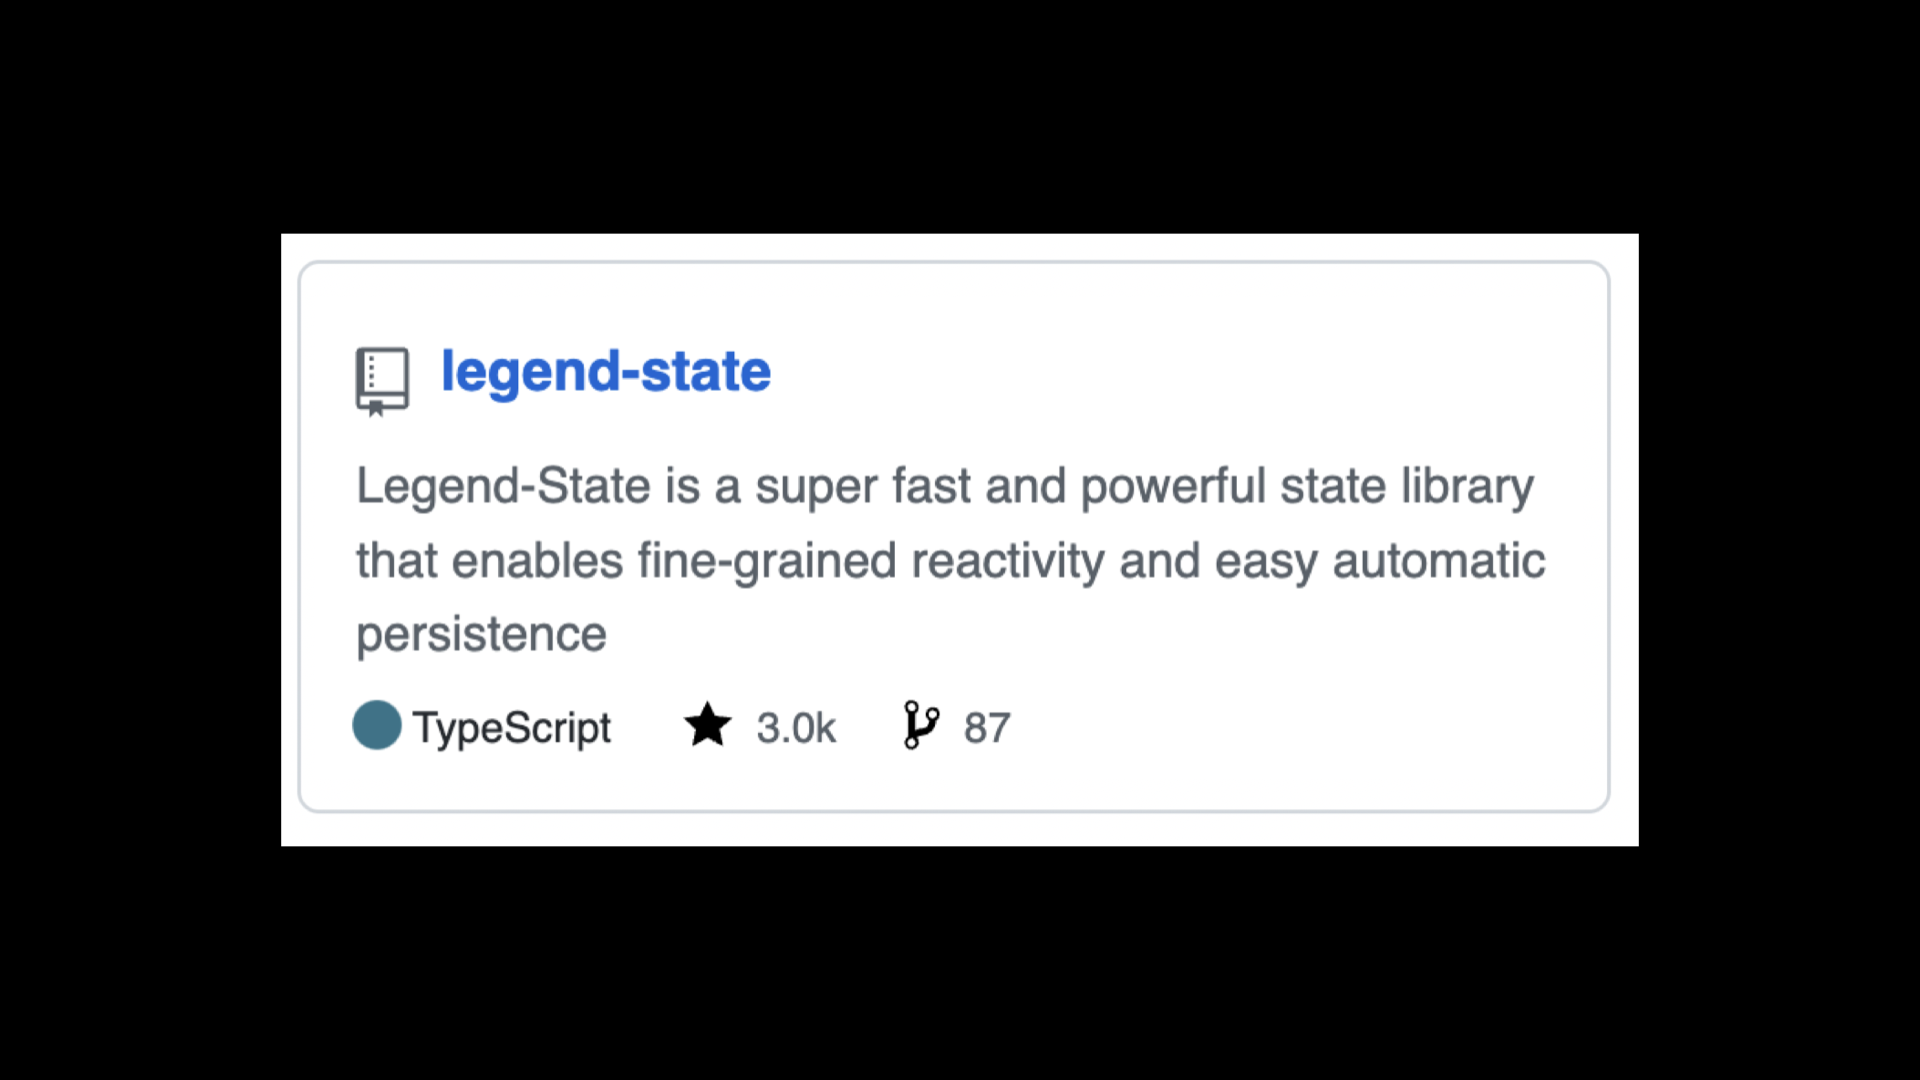 legend-state
Legend-State is a super fast and powerful state library
that enables fine-grained reactivity and easy automatic
persistence
TypeScript 3.0k 87